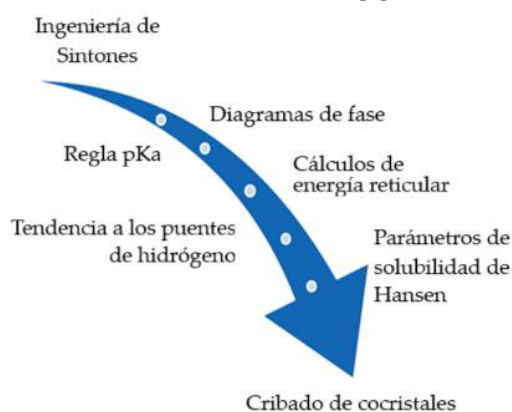 Ingeniería de
Sintones
Diagramas de fase
Regla pKa
Cálculos de
energía reticular
Tendencia a los puentes
de hidrógeno
Parámetros de
solubilidad de
Hansen
Cribado de cocristales